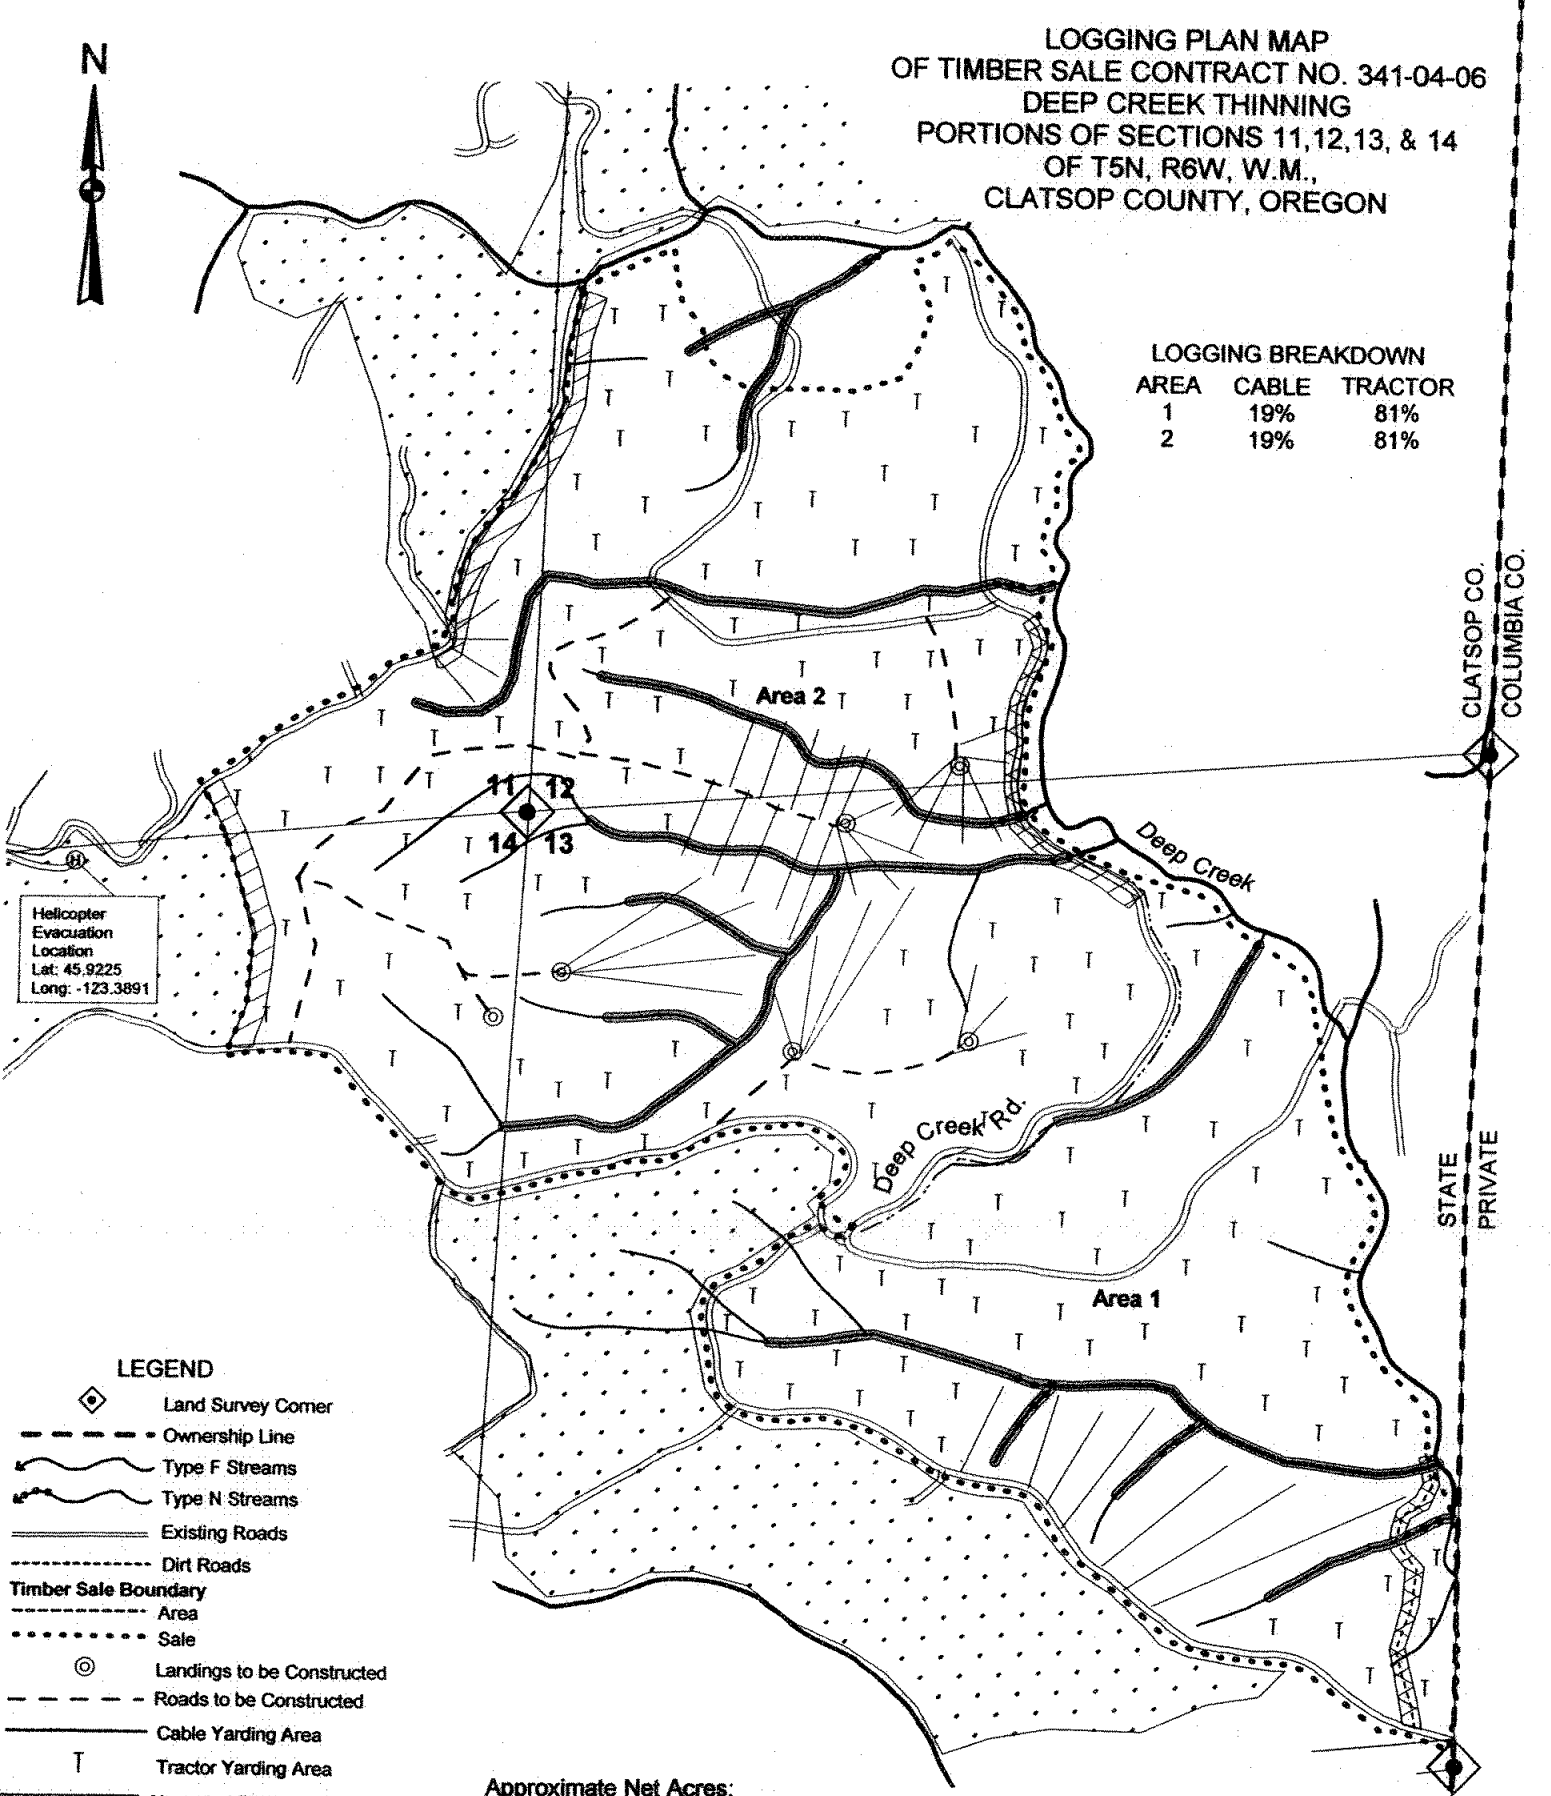 N
LOGGING PLAN MAP
OF TIMBER SALE CONTRACT NO. 341-04-06
DEEP CREEK THINNING
PORTIONS OF SECTIONS 11,12,13, & 14
OF T5N, R6W, W.M.,
CLATSOP COUNTY, OREGON
LOGGING BREAKDOWN
AREA CABLE TRACTOR
1 19% 81%
2 19% 81%
CLATSOP CO.
COLUMBIA CO.
Area 2
11 12
14 13
Deep Creek
H
Helicopter
Evacuation
Location
Lat: 45.9225
Long: -123.3891
Deep Creek Rd.
STATE
PRIVATE
Area 1
LEGEND
Land Survey Corner
Ownership Line
Type F Streams
Type N Streams
Existing Roads
Dirt Roads
Timber Sale Boundary
Area
Sale
Landings to be Constructed
Roads to be Constructed
Cable Yarding Area
T Tractor Yarding Area
Approximate Net Acres: